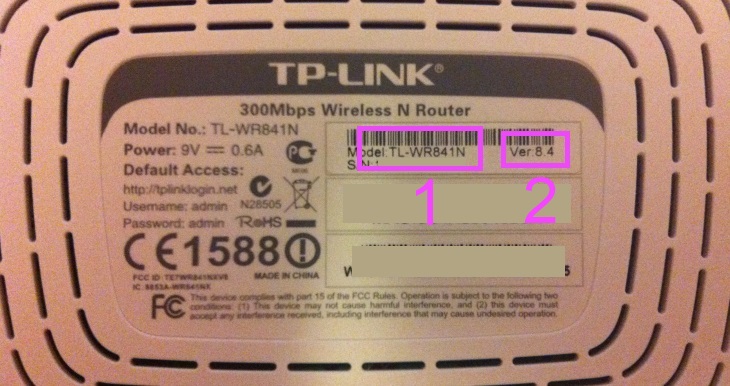 TP-LINK®
300Mbps Wireless N Router
Model No.: TL-WR841N
Power: 9V ⎓ 0.6A
Default Access:
http://tplinklogin.net
Username: admin N28505
Password: admin RoHS
CE1588
FCC ID: TE7WR841NXV8 MADE IN CHINA
IC: 8853A-WR841NX
Model:TL-WR841N Ver:8.4
S/N:
1 2
W 5
FC This device complies with part 15 of the FCC Rules. Operation is subject to the following two
conditions: (1) This device may not cause harmful interference, and (2) this device must
accept any interference received, including interference that may cause undesired operation.